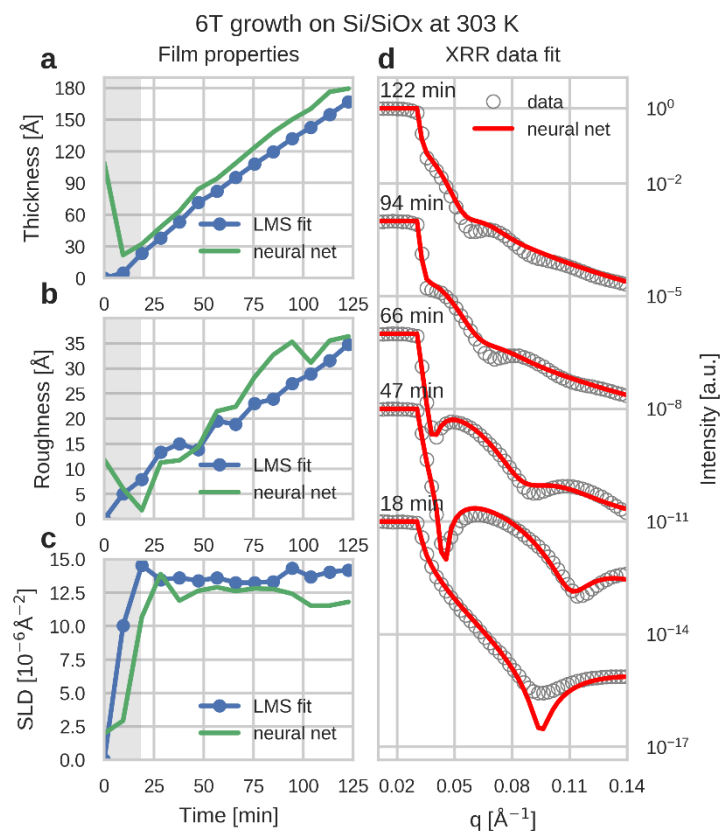 6T growth on Si/SiOx at 303 K
Film properties
a
Thickness [Å]
180
150
120
90
60
30
0
LMS fit
neural net
0
25
50
75
100
125
b
Roughness [Å]
35
30
25
20
15
10
5
0
LMS fit
neural net
0
25
50
75
100
125
c
SLD [10⁻⁶Å⁻²]
15.0
12.5
10.0
7.5
5.0
2.5
0.0
LMS fit
neural net
0
25
50
75
100
125
Time [min]
d
XRR data fit
122 min
94 min
66 min
47 min
18 min
data
neural net
10⁰
10⁻²
10⁻⁵
10⁻⁸
10⁻¹¹
10⁻¹⁴
10⁻¹⁷
Intensity [a.u.]
0.02
0.05
0.08
0.11
0.14
q [Å⁻¹]